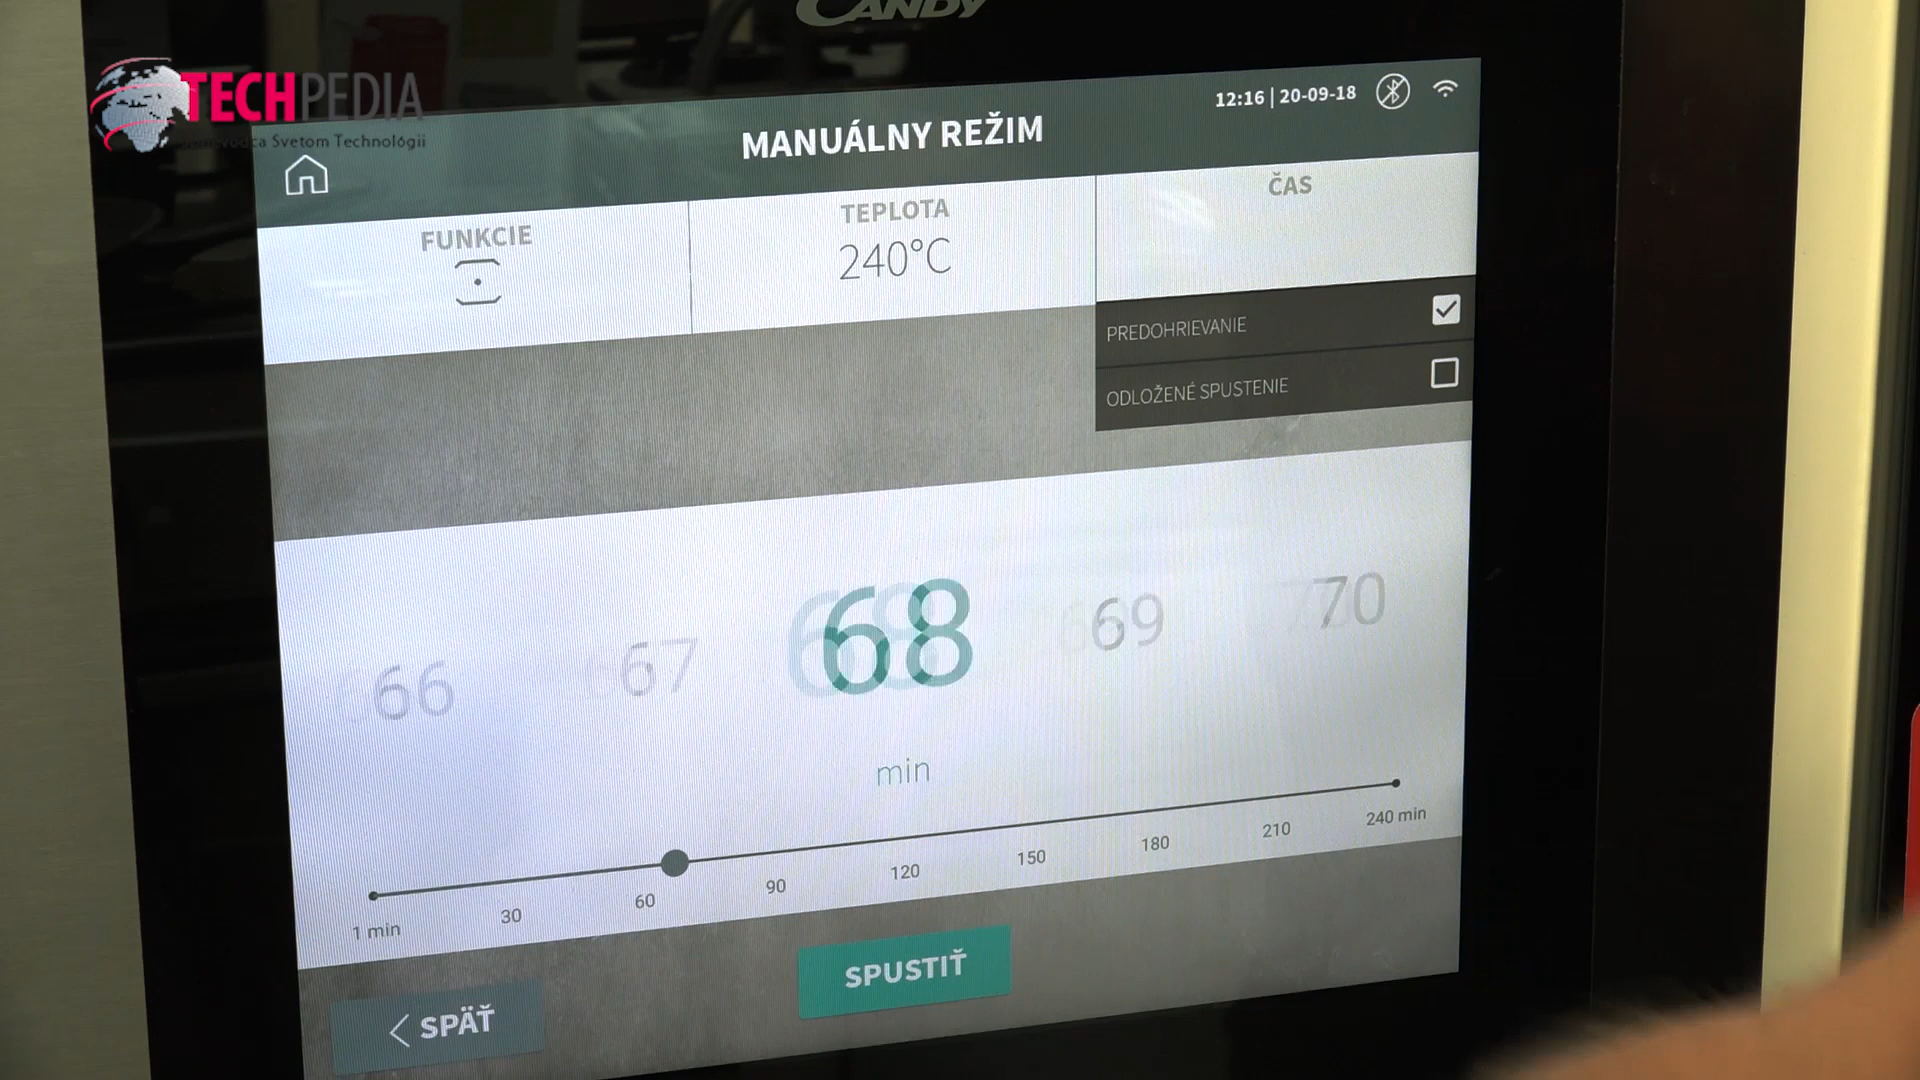 CANDY
TECHPEDIA
Svetom Technológií
12:16 | 20-09-18
MANUÁLNY REŽIM
FUNKCIE
TEPLOTA
240°C
ČAS
PREDOHRIEVANIE
ODLOŽENÉ SPUSTENIE
66 67 68 69 70
min
1 min 30 60 90 120 150 180 210 240 min
SPÄŤ
SPUSTIŤ